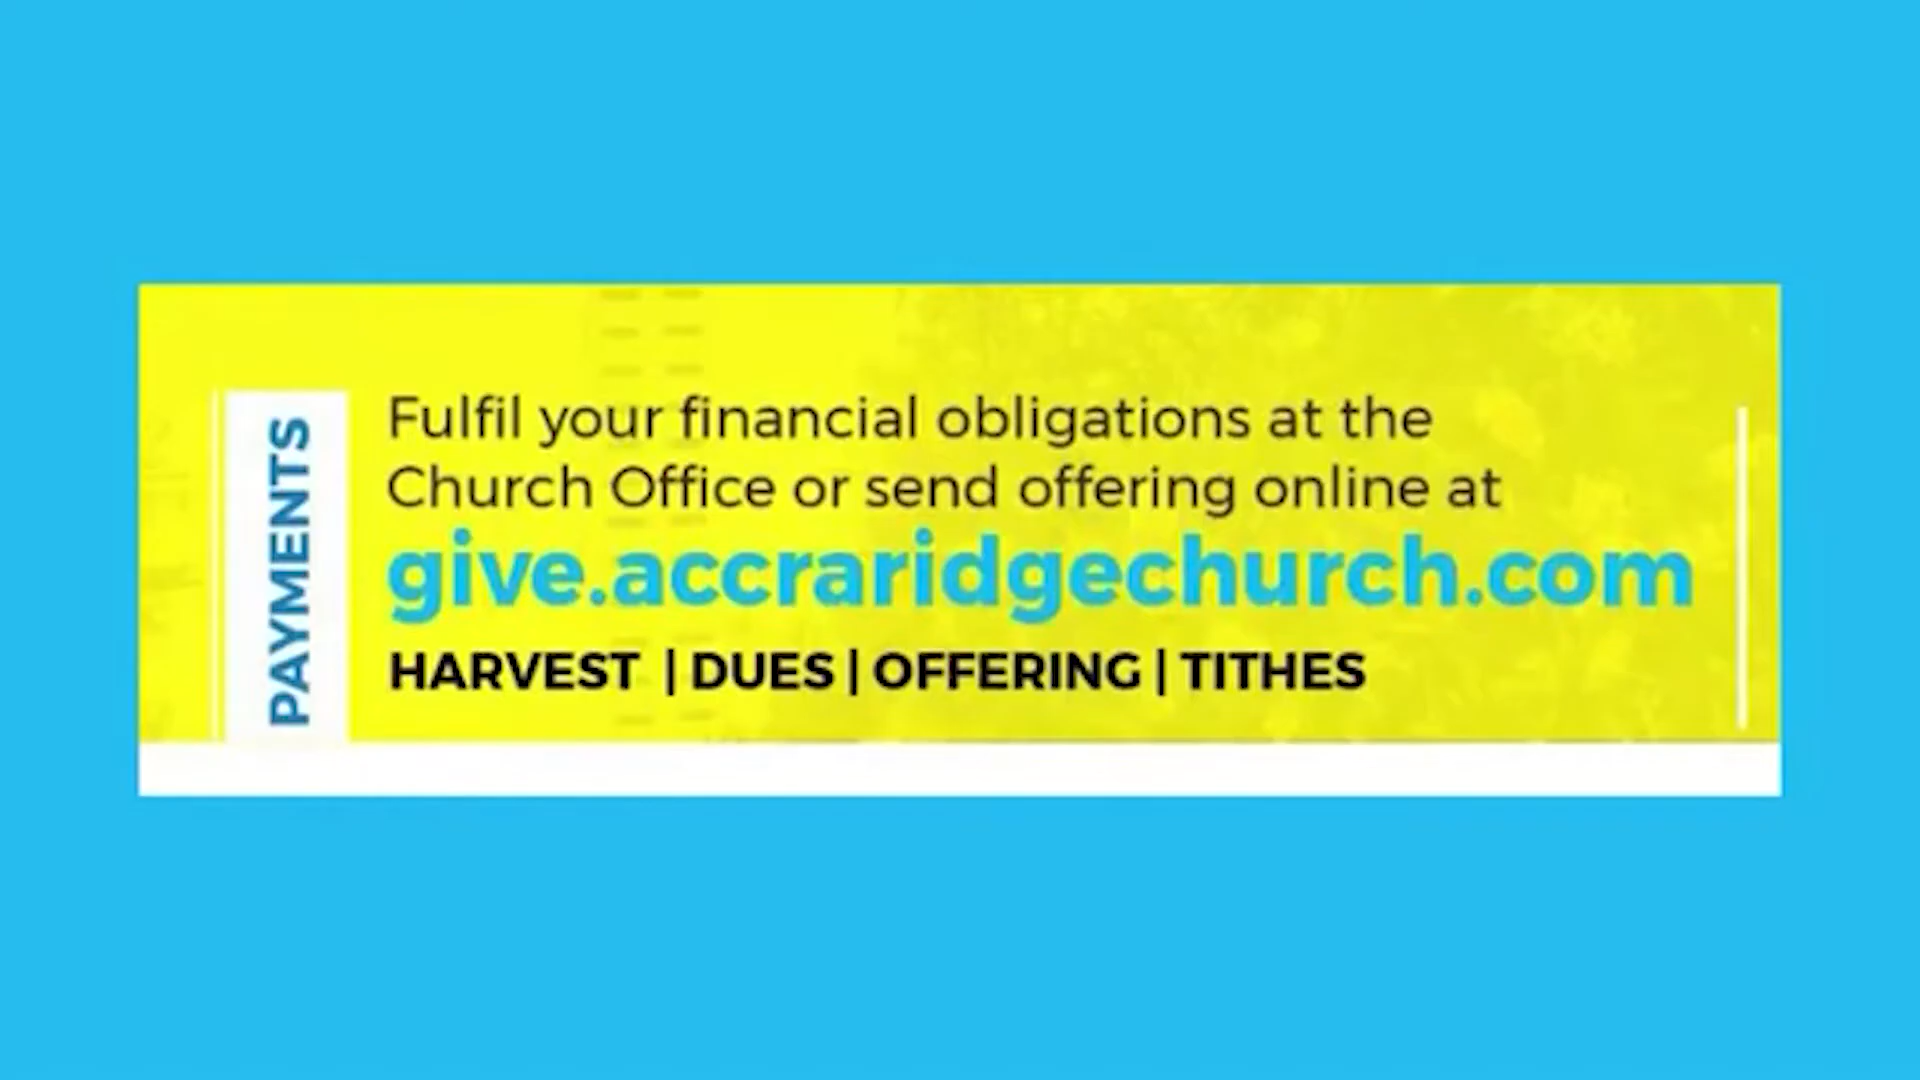 PAYMENTS
Fulfil your financial obligations at the
Church Office or send offering online at
give.accraridgechurch.com
HARVEST | DUES | OFFERING | TITHES